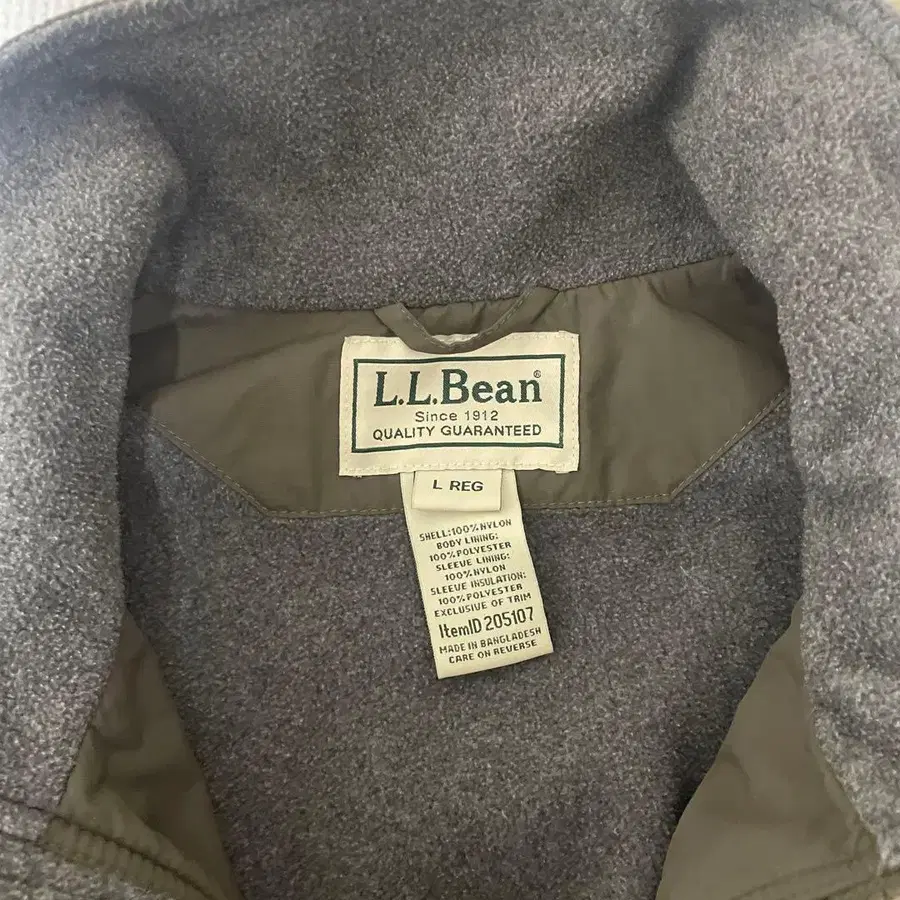 L.L.Bean®
Since 1912
QUALITY GUARANTEED
L REG
SHELL:100%NYLON
BODY LINING:
100%POLYESTER
SLEEVE LINING:
100%NYLON
SLEEVE INSULATION:
100%POLYESTER
EXCLUSIVE OF TRIM
ItemID 205107
MADE IN BANGLADESH
CARE ON REVERSE